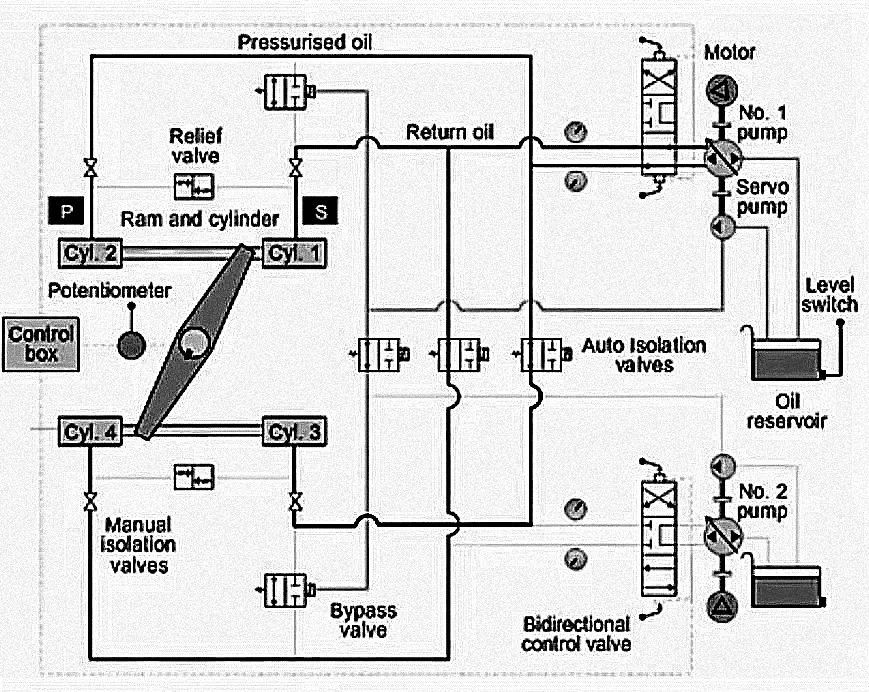 Pressurised oil
Motor
No. 1
pump
Relief
valve
Return oil
Servo
pump
P
S
Ram and cylinder
Cyl. 2
Cyl. 1
Potentiometer
Level
switch
Control
box
Auto Isolation
valves
Oil
reservoir
Cyl. 4
Cyl. 3
No. 2
pump
Manual
isolation
valves
Bypass
valve
Bidirectional
control valve